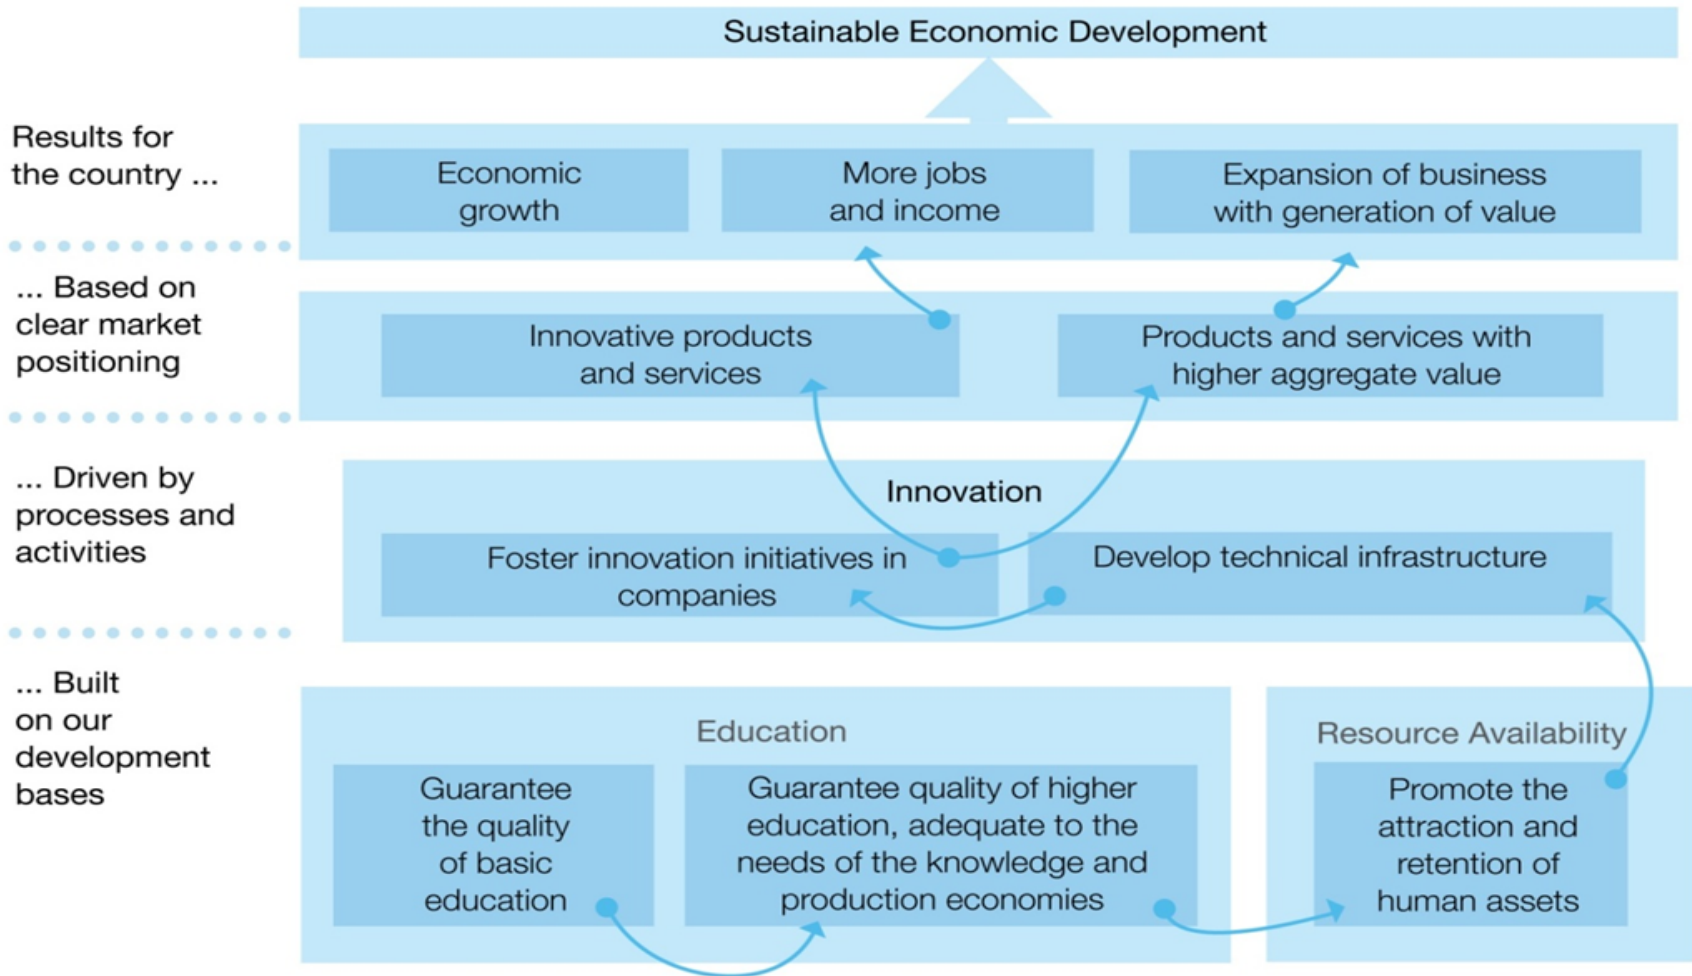 Sustainable Economic Development
Results for
the country ...
Economic
growth
More jobs
and income
Expansion of business
with generation of value
... Based on
clear market
positioning
Innovative products
and services
Products and services with
higher aggregate value
... Driven by
processes and
activities
Innovation
Foster innovation initiatives in
companies
Develop technical infrastructure
... Built
on our
development
bases
Education
Guarantee
the quality
of basic
education
Guarantee quality of higher
education, adequate to the
needs of the knowledge and
production economies
Resource Availability
Promote the
attraction and
retention of
human assets